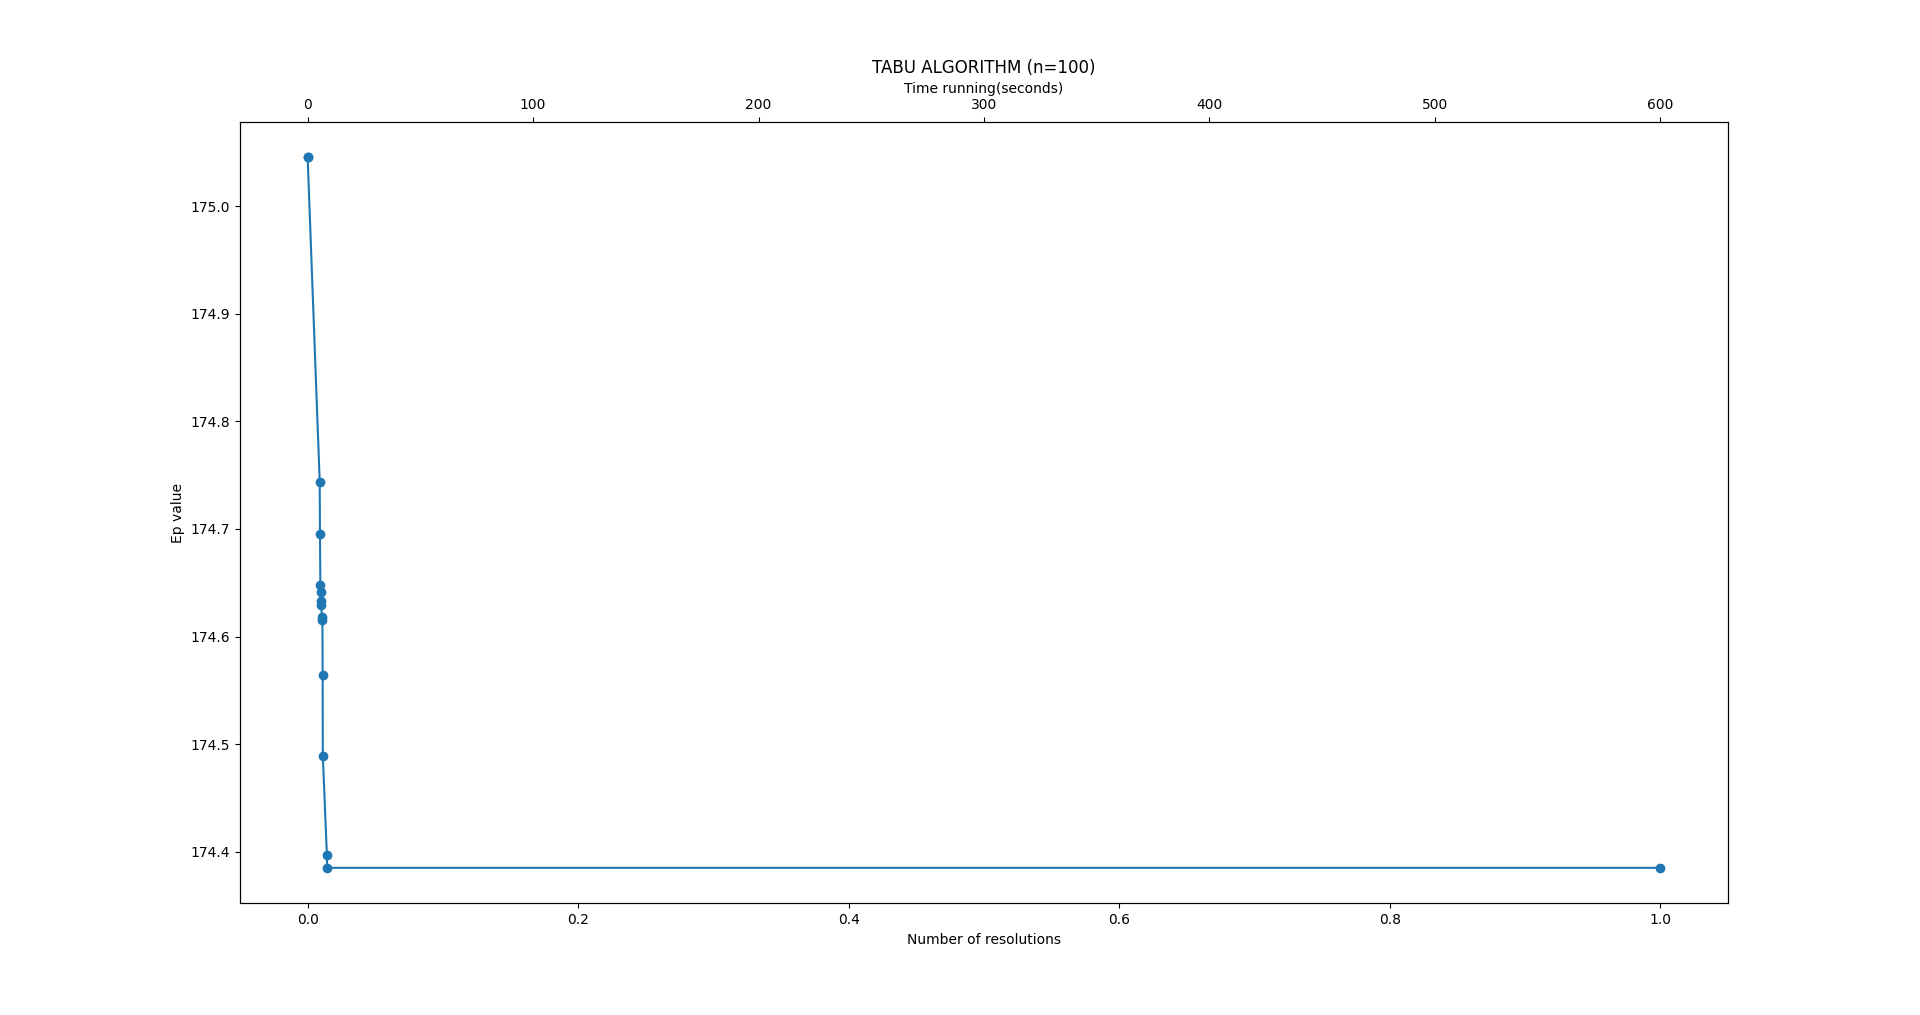 TABU ALGORITHM (n=100)
Time running(seconds)
0 100 200 300 400 500 600
175.0
174.9
174.8
174.7
174.6
174.5
174.4
Ep value
0.0 0.2 0.4 0.6 0.8 1.0
Number of resolutions